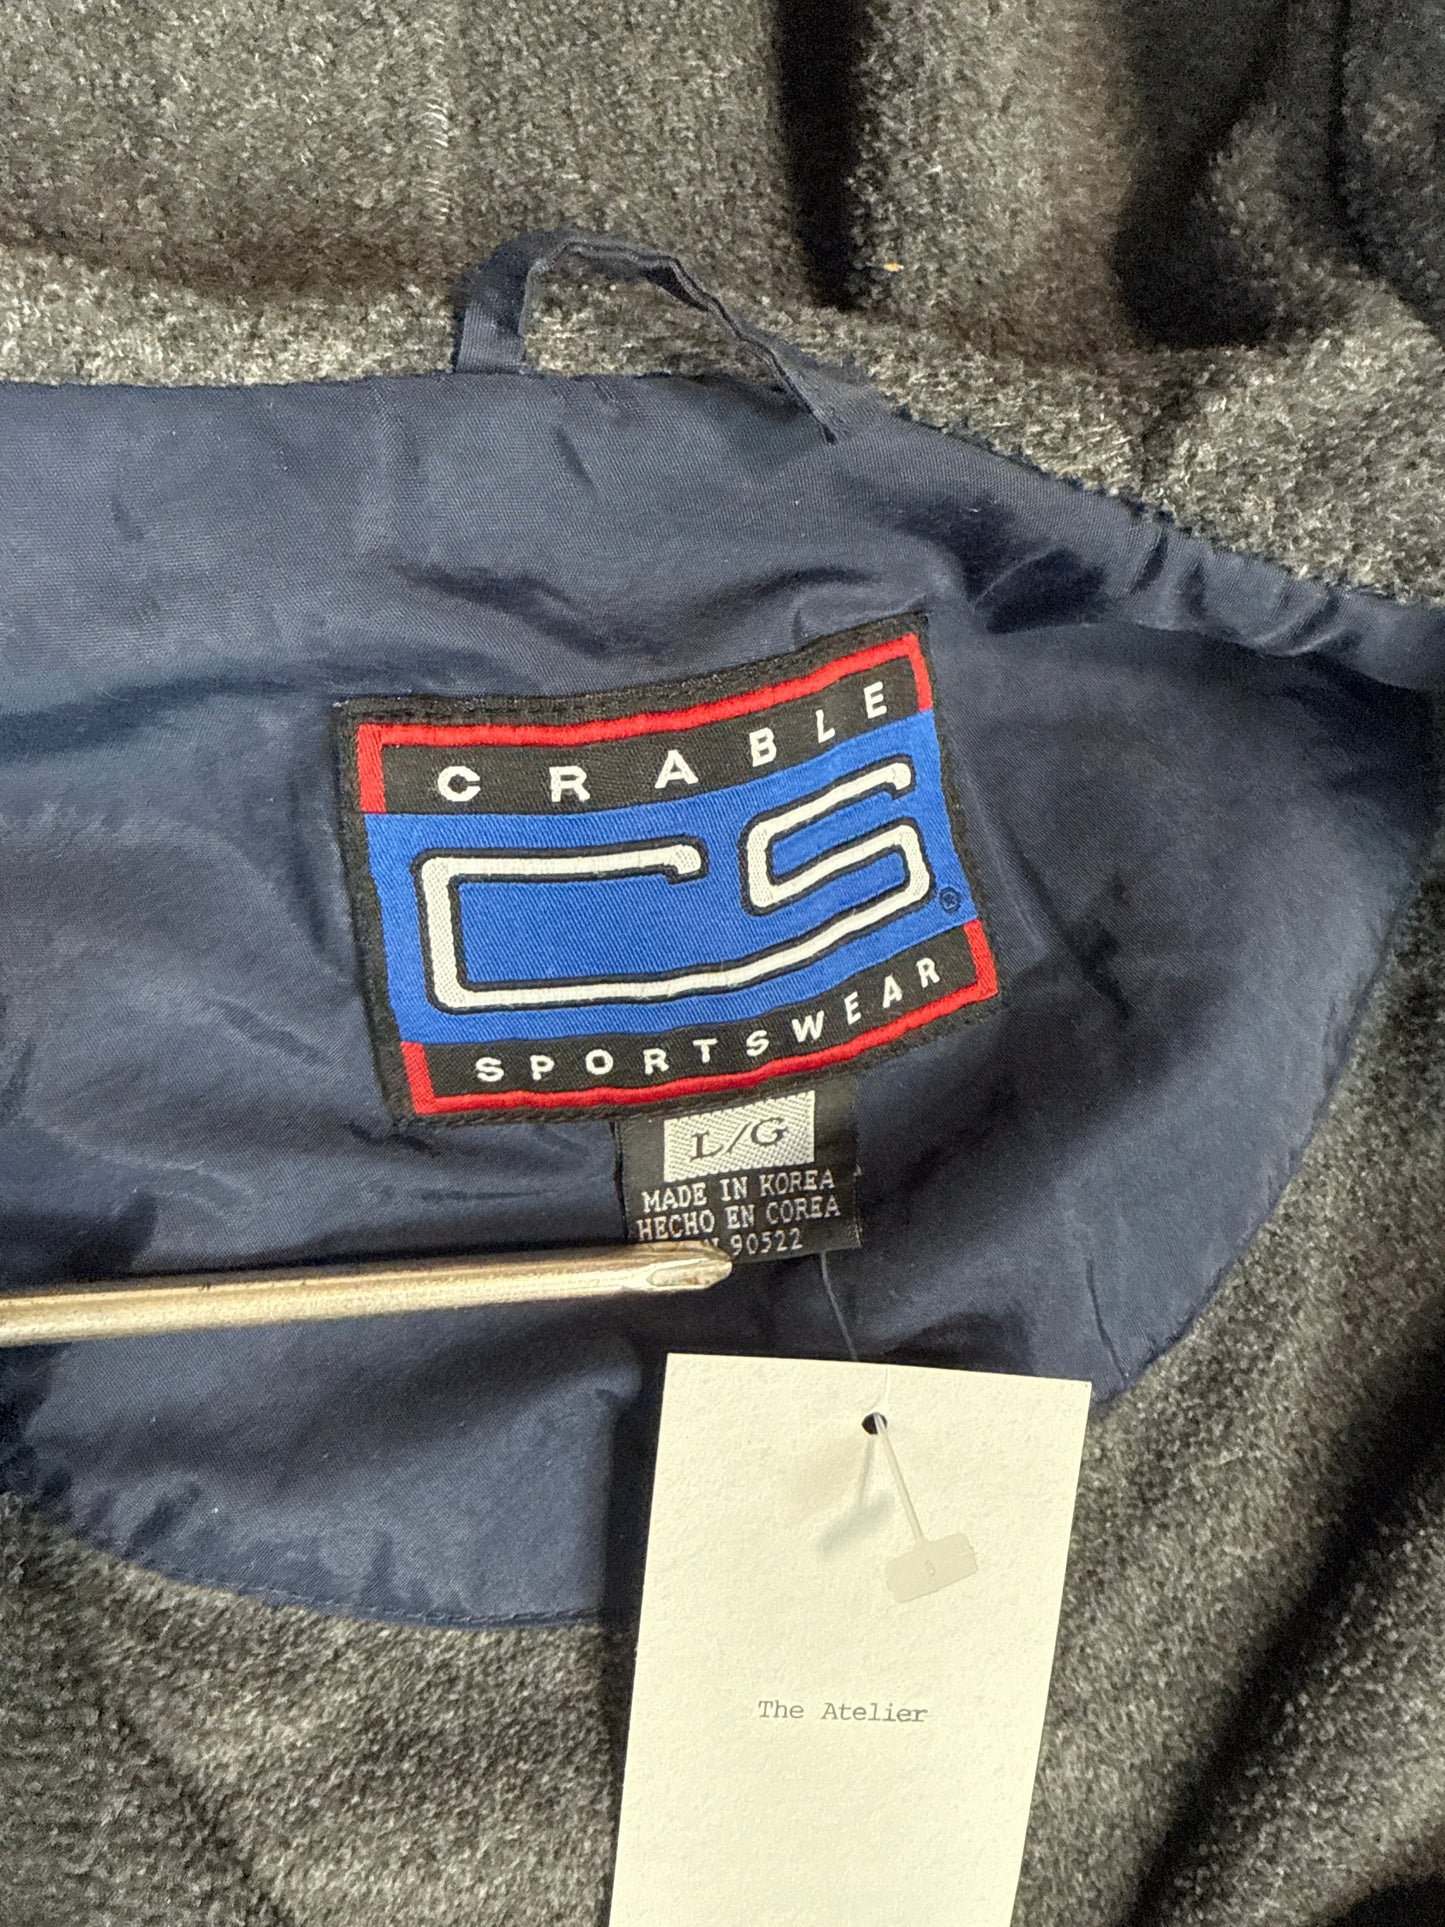 CRABLE
CS
®
SPORTSWEAR
L/G
MADE IN KOREA
HECHO EN COREA
90522
The Atelier